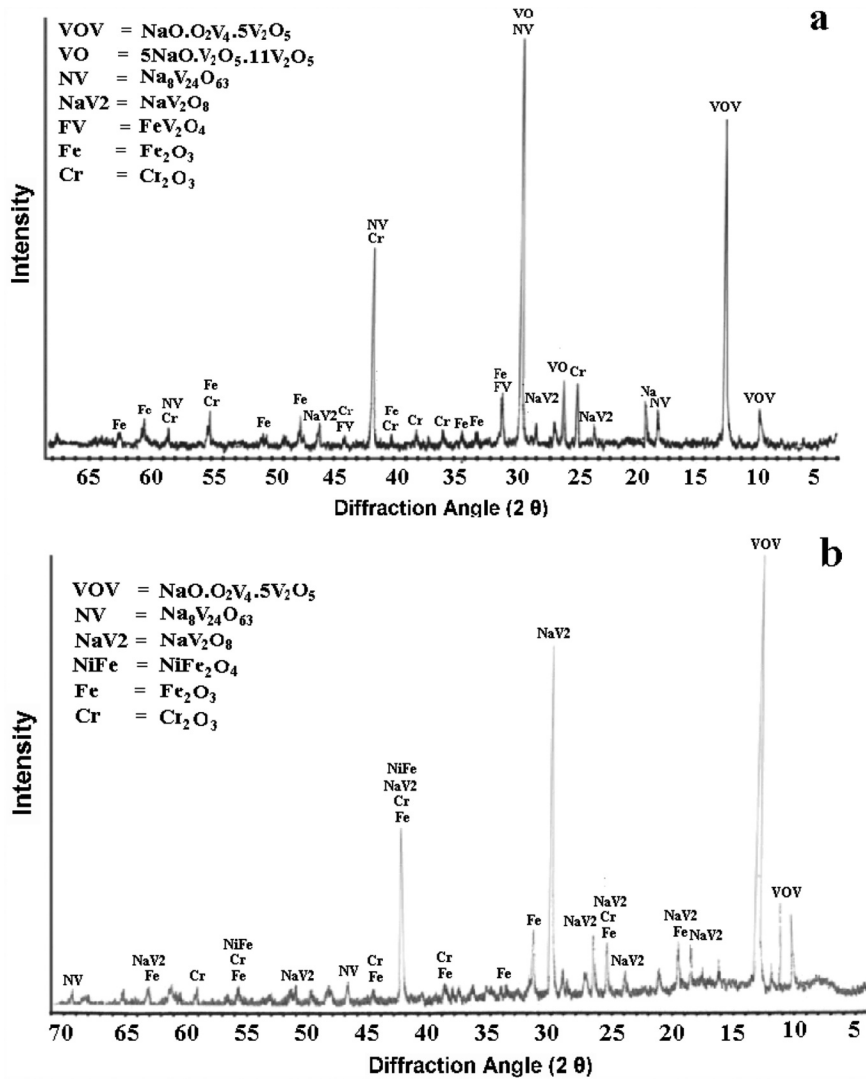 a
VOV = NaO.O₂V₄.5V₂O₅
VO = 5NaO.V₂O₅.11V₂O₅
NV = Na₈V₂₄O₆₃
NaV2 = NaV₂O₈
FV = FeV₂O₄
Fe = Fe₂O₃
Cr = Cr₂O₃
Intensity
VO
NV
VOV
NV
Cr
Fe
Fe
NV
Cr
Fe
Cr
Fe
Fe
NaV2
Cr
FV
Fe
Cr
Cr
Cr
Fe
Fe
Fe
FV
NaV2
VO
Cr
NaV2
Na
NV
VOV
65 60 55 50 45 40 35 30 25 20 15 10 5
Diffraction Angle (2 θ)
b
VOV = NaO.O₂V₄.5V₂O₅
NV = Na₈V₂₄O₆₃
NaV2 = NaV₂O₈
NiFe = NiFe₂O₄
Fe = Fe₂O₃
Cr = Cr₂O₃
Intensity
VOV
NaV2
NiFe
NaV2
Cr
Fe
NV
NaV2
Fe
Cr
NiFe
Cr
Fe
NaV2
NV
Cr
Fe
Cr
Fe
Fe
Fe
NaV2
NaV2
Cr
Fe
NaV2
NaV2
Fe
NaV2
VOV
70 65 60 55 50 45 40 35 30 25 20 15 10 5
Diffraction Angle (2 θ)